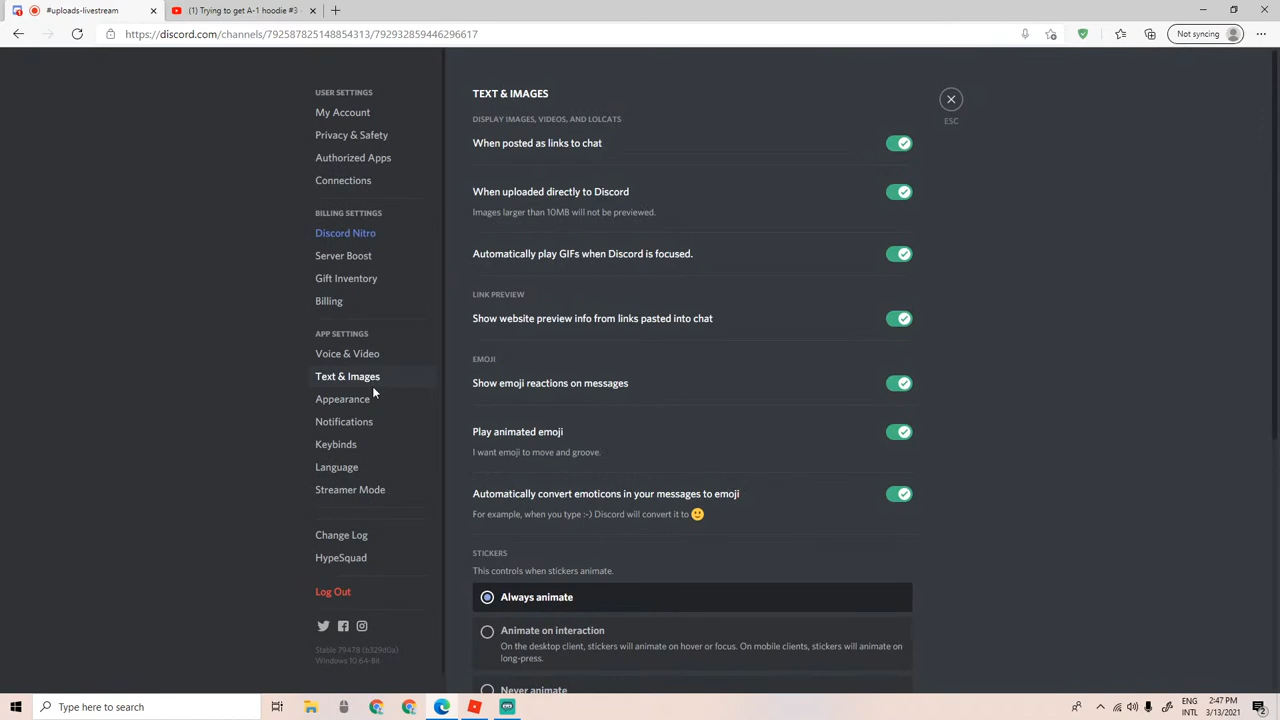 #uploads-livestream
(1) Trying to get A-1 hoodie #3 -
https://discord.com/channels/792587825148854313/792932859446296617
Not syncing
USER SETTINGS
My Account
Privacy & Safety
Authorized Apps
Connections
BILLING SETTINGS
Discord Nitro
Server Boost
Gift Inventory
Billing
APP SETTINGS
Voice & Video
Text & Images
Appearance
Notifications
Keybinds
Language
Streamer Mode
Change Log
HypeSquad
Log Out
Stable 79478 (b329d0a)
Windows 10 64-Bit
TEXT & IMAGES
ESC
DISPLAY IMAGES, VIDEOS, AND LOLCATS
When posted as links to chat
When uploaded directly to Discord
Images larger than 10MB will not be previewed.
Automatically play GIFs when Discord is focused.
LINK PREVIEW
Show website preview info from links pasted into chat
EMOJI
Show emoji reactions on messages
Play animated emoji
I want emoji to move and groove.
Automatically convert emoticons in your messages to emoji
For example, when you type :-) Discord will convert it to 🙂
STICKERS
This controls when stickers animate.
Always animate
Animate on interaction
On the desktop client, stickers will animate on hover or focus. On mobile clients, stickers will animate on
long-press.
Never animate
Type here to search
ENG
INTL
2:47 PM
3/13/2021
2